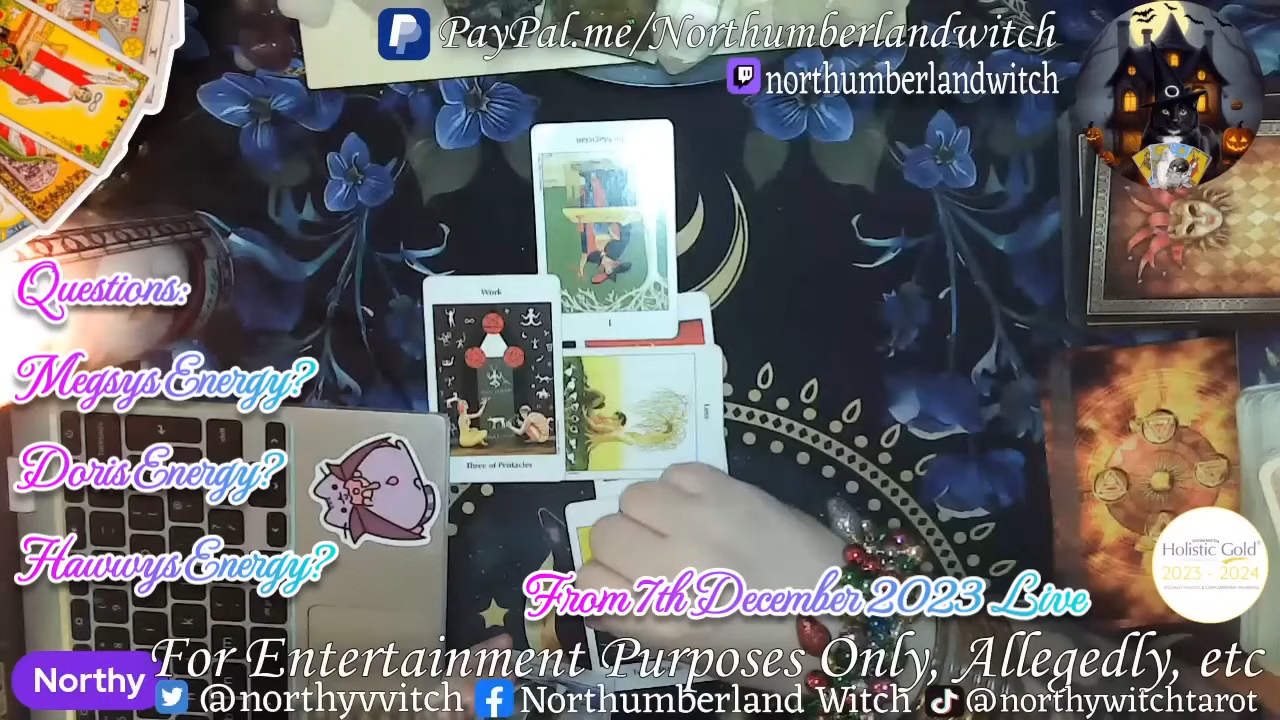 PayPal.me/Northumberlandwitch
northumberlandwitch
Questions:
Megsys Energy?
Doris Energy?
Hawwys Energy?
Work
Three of Pentacles
I
Holistic Gold
2023 - 2024
From 7th December 2023 Live
For Entertainment Purposes Only, Allegedly, etc
Northy
@northyvvitch
Northumberland Witch
@northywitchtarot